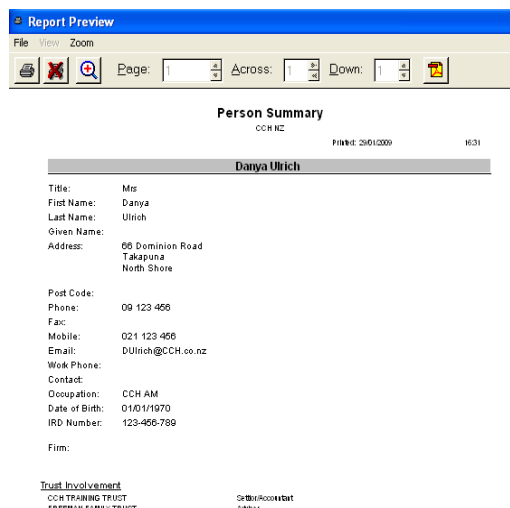 Report Preview
File View Zoom
Page: 1 Across: 1 Down: 1
Person Summary
CCH NZ
Printed: 29/01/2009 16:31
Danya Ulrich
Title: Mrs
First Name: Danya
Last Name: Ulrich
Given Name:
Address: 66 Dominion Road
Takapuna
North Shore
Post Code:
Phone: 09 123 456
Fax:
Mobile: 021 123 456
Email: DUlrich@CCH.co.nz
Work Phone:
Contact:
Occupation: CCH AM
Date of Birth: 01/01/1970
IRD Number: 123-456-789
Firm:
Trust Involvement
CCH TRAINING TRUST Settlor/Accountant
FREEMAN FAMILY TRUST